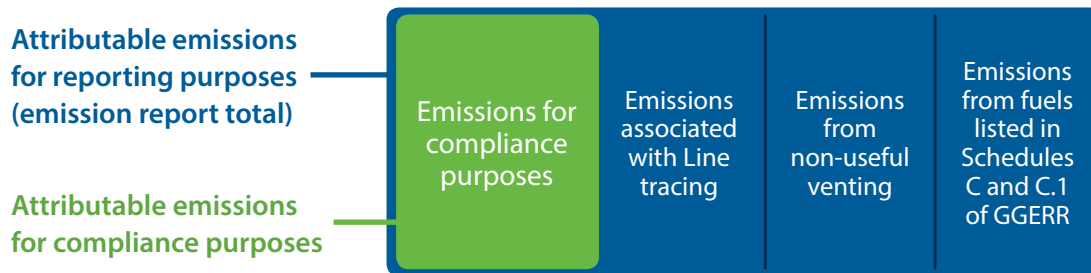 Attributable emissions
for reporting purposes
(emission report total)
Attributable emissions
for compliance purposes
Emissions for
compliance
purposes
Emissions
associated
with Line
tracing
Emissions
from
non-useful
venting
Emissions
from fuels
listed in
Schedules
C and C.1
of GGERR